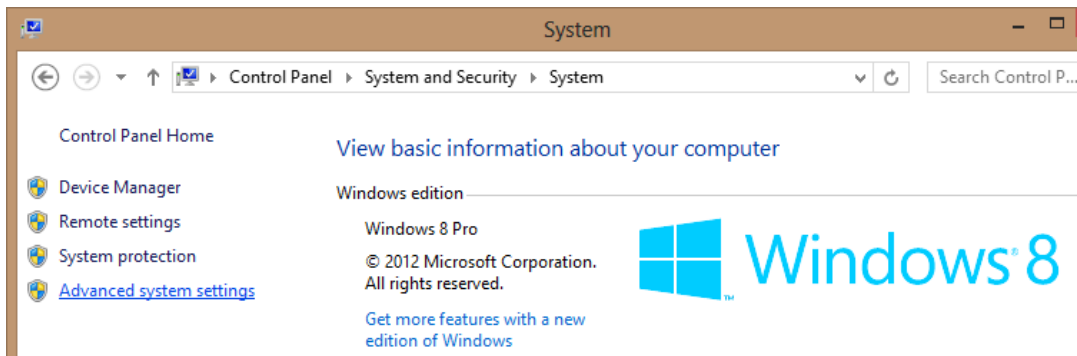 System
Control Panel System and Security System
Search Control P...
Control Panel Home
View basic information about your computer
Device Manager
Windows edition
Remote settings
Windows 8 Pro
System protection
© 2012 Microsoft Corporation.
All rights reserved.
Windows® 8
Advanced system settings
Get more features with a new
edition of Windows
™